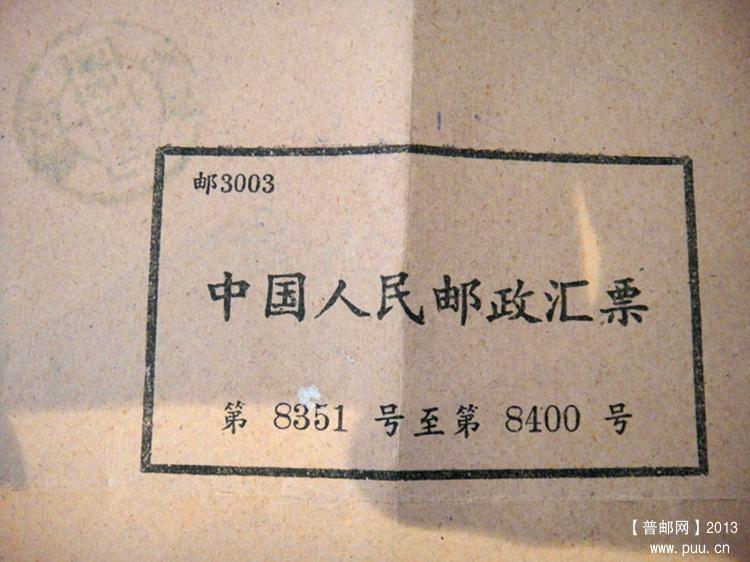 邮3003
中国人民邮政汇票
第 8351 号至第 8400 号
【普邮网】2013
www.puu.cn